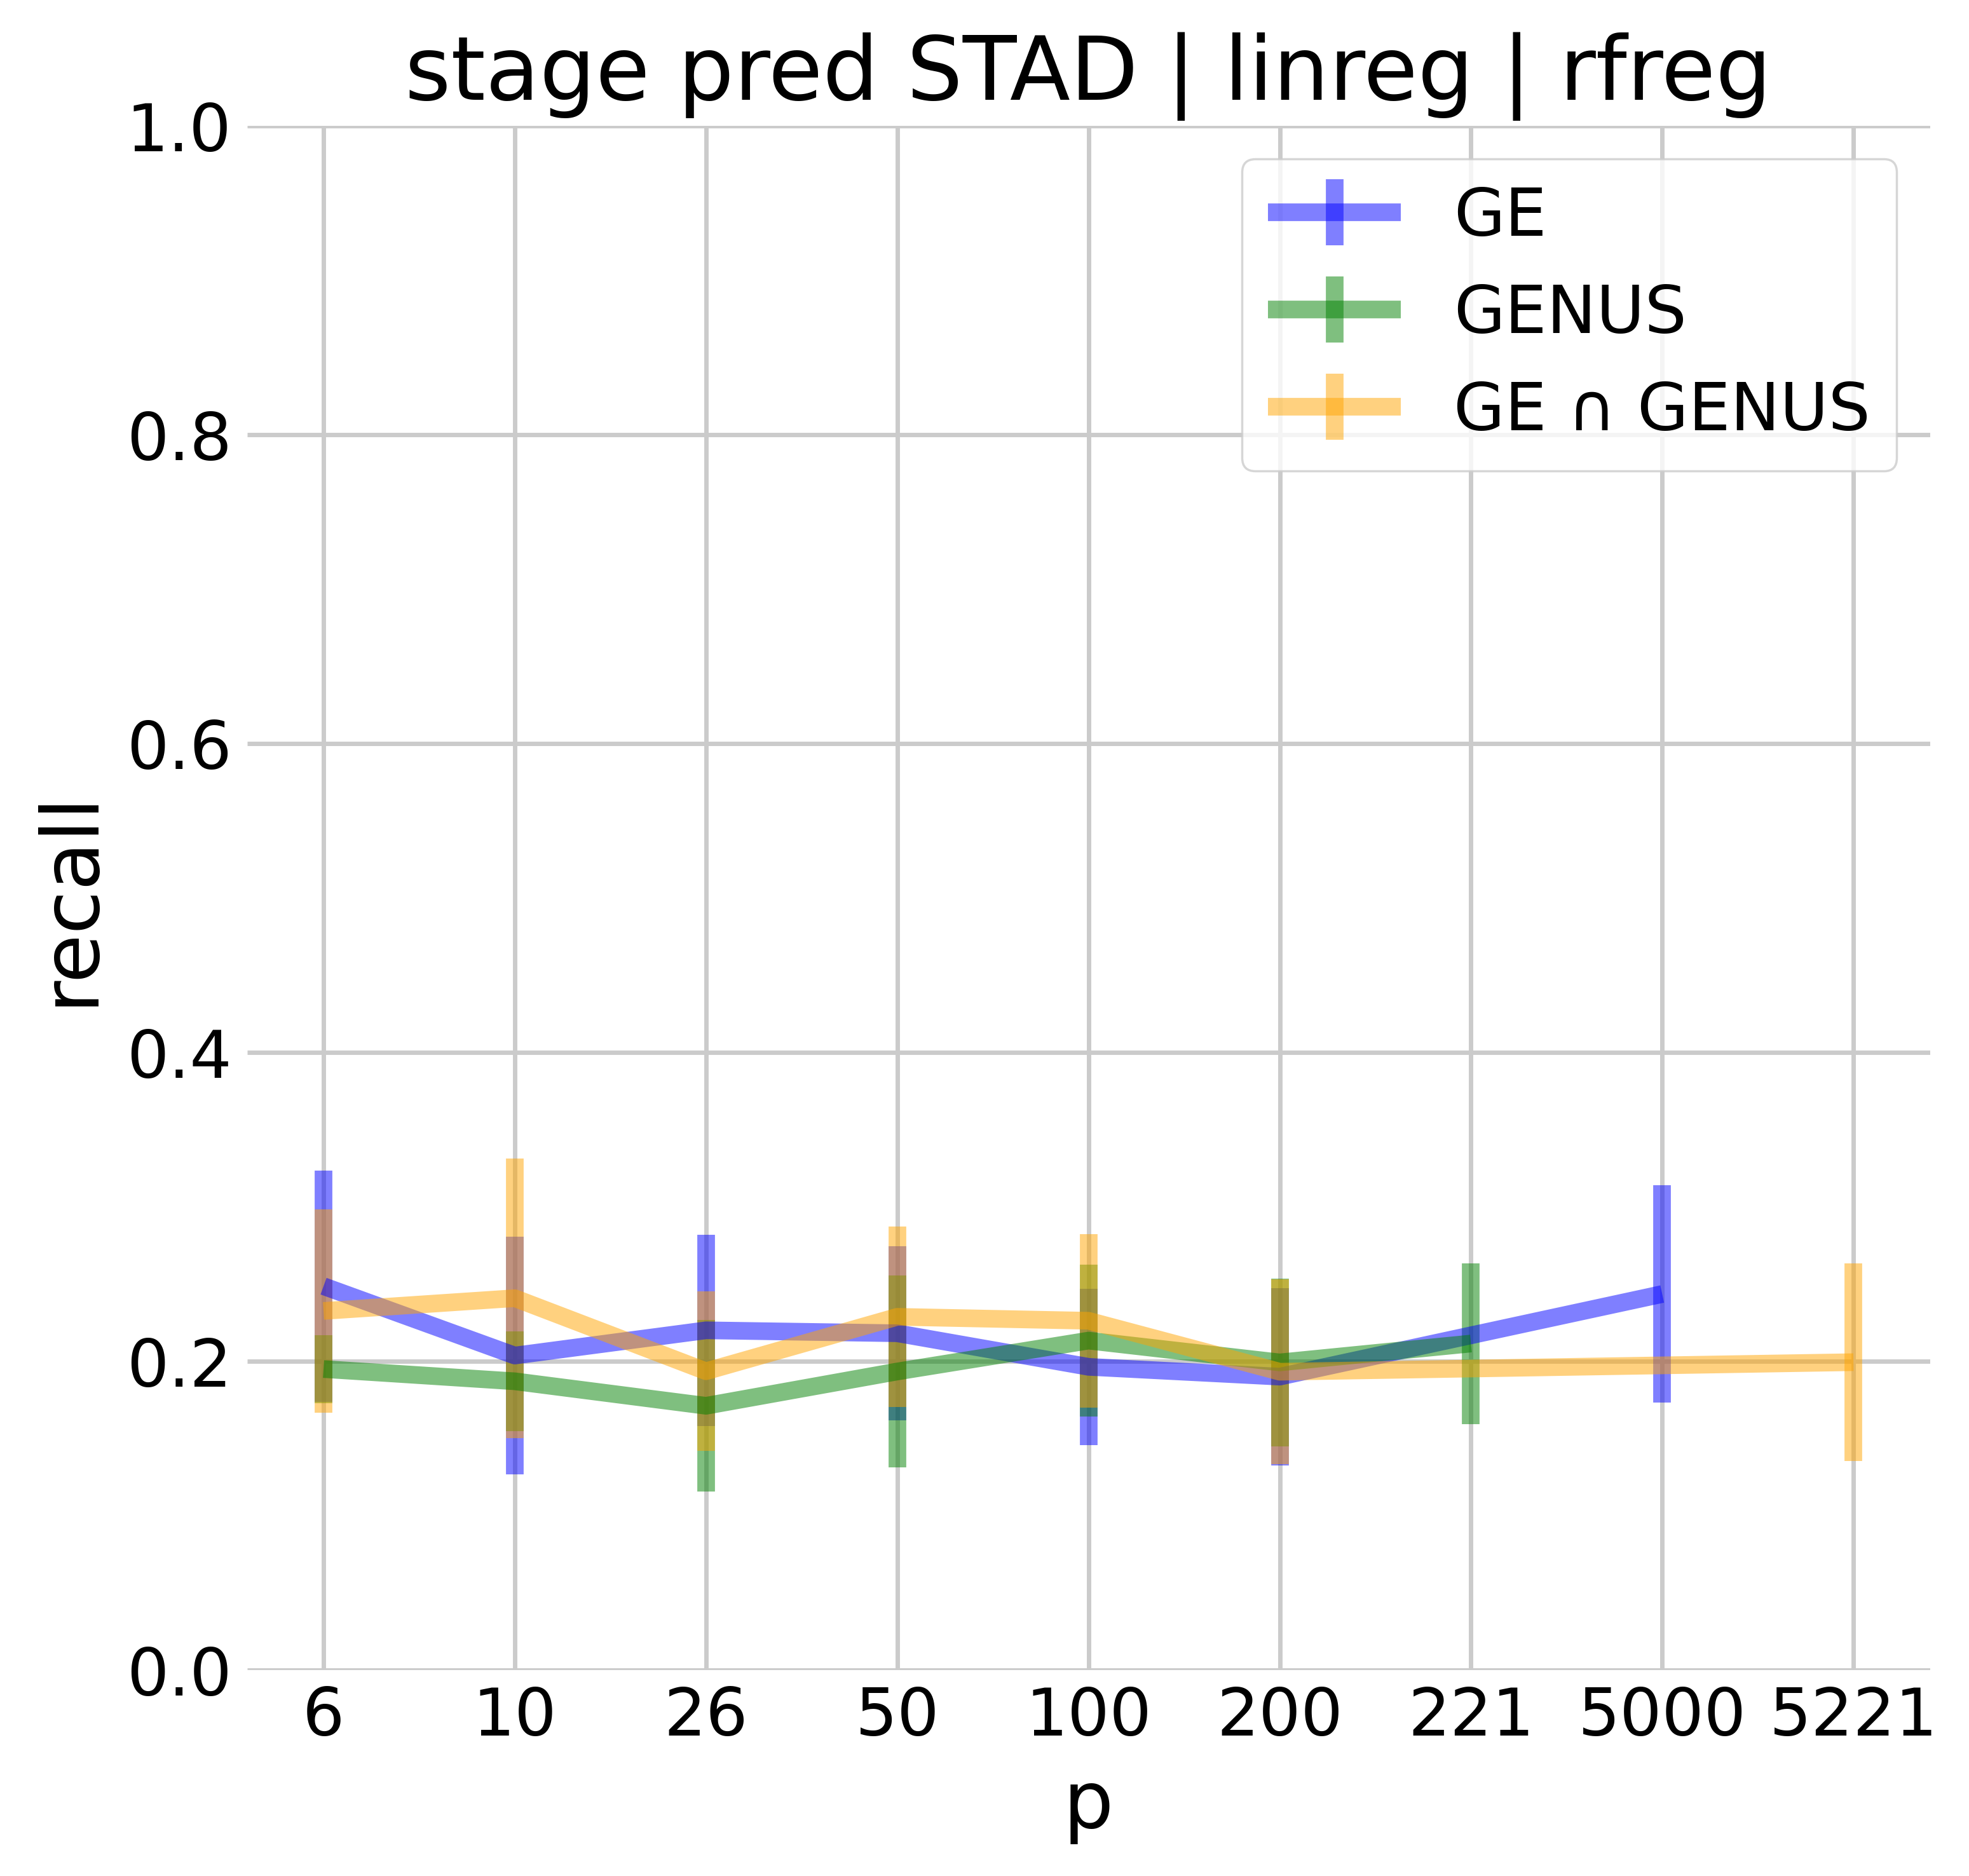 stage pred STAD | linreg | rfreg
1.0
0.8
0.6
0.4
0.2
0.0
recall
GE
GENUS
GE ∩ GENUS
6 10 26 50 100 200 221 5000 5221
p